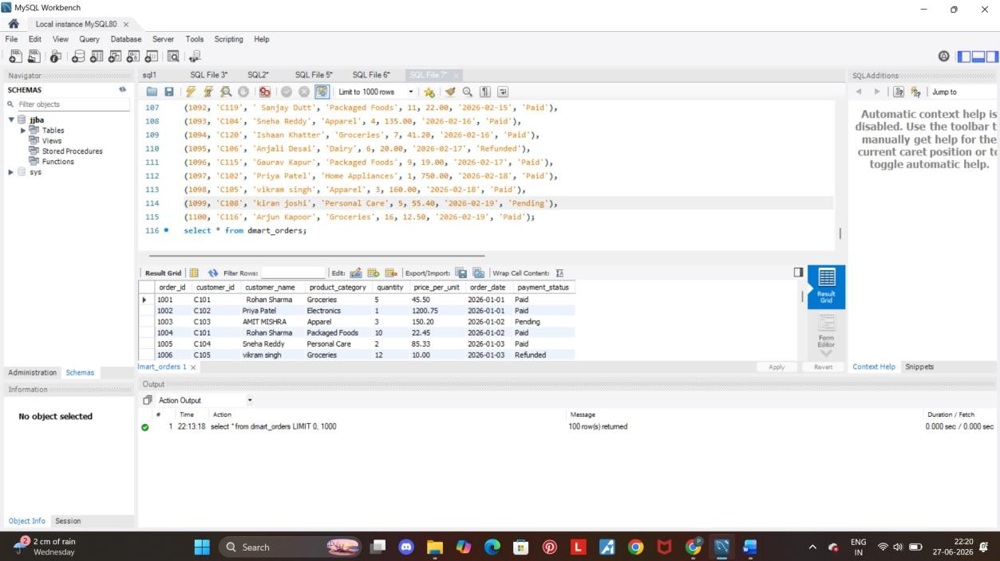 MySQL Workbench
Local instance MySQL80
File Edit View Query Database Server Tools Scripting Help
Navigator
SCHEMAS
Filter objects
jjba
Tables
Views
Stored Procedures
Functions
sys
Administration Schemas
Information
No object selected
Object Info Session
sql1 SQL File 3* SQL2* SQL File 5* SQL File 6* SQL File 7*
Limit to 1000 rows
107 (1092, 'C119', ' Sanjay Dutt', 'Packaged Foods', 11, 22.00, '2026-02-15', 'Paid'),
108 (1093, 'C104', 'Sneha Reddy', 'Apparel', 4, 135.00, '2026-02-16', 'Paid'),
109 (1094, 'C120', 'Ishaan Khatter', 'Groceries', 7, 41.20, '2026-02-16', 'Paid'),
110 (1095, 'C106', 'Anjali Desai', 'Dairy', 6, 20.00, '2026-02-17', 'Refunded'),
111 (1096, 'C115', 'Gaurav Kapur', 'Packaged Foods', 9, 19.00, '2026-02-17', 'Paid'),
112 (1097, 'C102', 'Priya Patel', 'Home Appliances', 1, 750.00, '2026-02-18', 'Paid'),
113 (1098, 'C105', 'vikram singh', 'Apparel', 3, 160.00, '2026-02-18', 'Paid'),
114 (1099, 'C108', 'kiran joshi', 'Personal Care', 5, 55.40, '2026-02-19', 'Pending'),
115 (1100, 'C116', 'Arjun Kapoor', 'Groceries', 16, 12.50, '2026-02-19', 'Paid');
116 select * from dmart_orders;
Result Grid Filter Rows: Edit: Export/Import: Wrap Cell Content:
order_id customer_id customer_name product_category quantity price_per_unit order_date payment_status
1001 C101 Rohan Sharma Groceries 5 45.50 2026-01-01 Paid
1002 C102 Priya Patel Electronics 1 1200.75 2026-01-01 Paid
1003 C103 AMIT MISHRA Apparel 3 150.20 2026-01-02 Pending
1004 C101 Rohan Sharma Packaged Foods 10 22.45 2026-01-02 Paid
1005 C104 Sneha Reddy Personal Care 2 85.33 2026-01-03 Paid
1006 C105 vikram singh Groceries 12 10.00 2026-01-03 Refunded
Result
Grid
Form
Editor
lmart_orders 1
Apply Revert
SQLAdditions
Jump to
Automatic context help is
disabled. Use the toolbar t
manually get help for the
current caret position or to
toggle automatic help.
Context Help Snippets
Output
Action Output
# Time Action Message Duration / Fetch
1 22:13:18 select * from dmart_orders LIMIT 0, 1000 100 row(s) returned 0.000 sec / 0.000 sec
2
2 cm of rain
Wednesday
Search
ENG
IN
22:20
27-06-2026